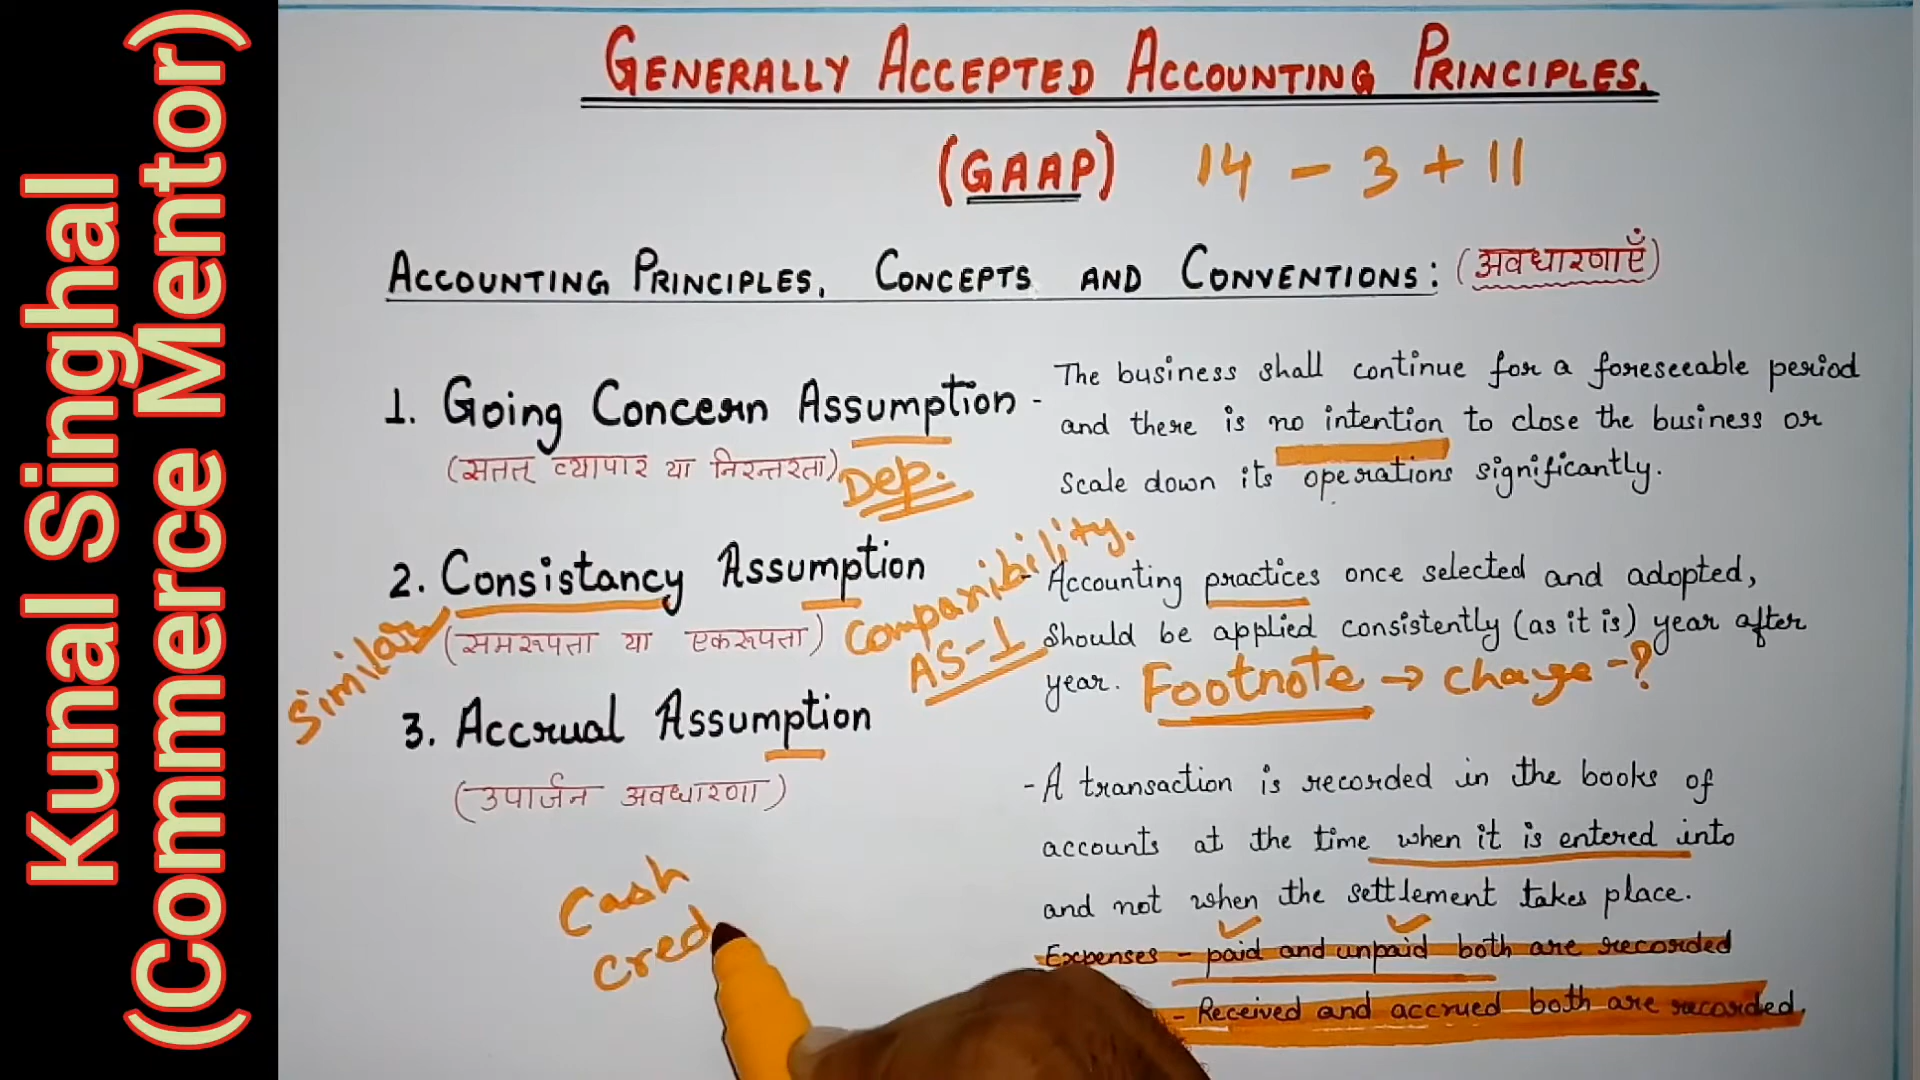 Kunal Singhal
(Commerce Mentor)
GENERALLY ACCEPTED ACCOUNTING PRINCIPLES.
(GAAP) 14 - 3 + 11
ACCOUNTING PRINCIPLES, CONCEPTS AND CONVENTIONS: (अवधारणाएँ)
1. Going Concern Assumption -
(सतत् व्यापार या निरन्तरता)
Dep.
The business shall continue for a foreseeable period
and there is no intention to close the business or
Scale down its operations significantly.
2. Consistancy Assumption
(समरूपता या एकरूपता)
Similar
Comparibility.
AS-1
- Accounting practices once selected and adopted,
Should be applied consistently (as it is) year after
year. Footnote → Change - ?
3. Accrual Assumption
(उपार्जन अवधारणा)
Cash
Cred
- A transaction is recorded in the books of
accounts at the time when it is entered into
and not when the settlement takes place.
Expenses - paid and unpaid both are recorded
- Received and accrued both are recorded.